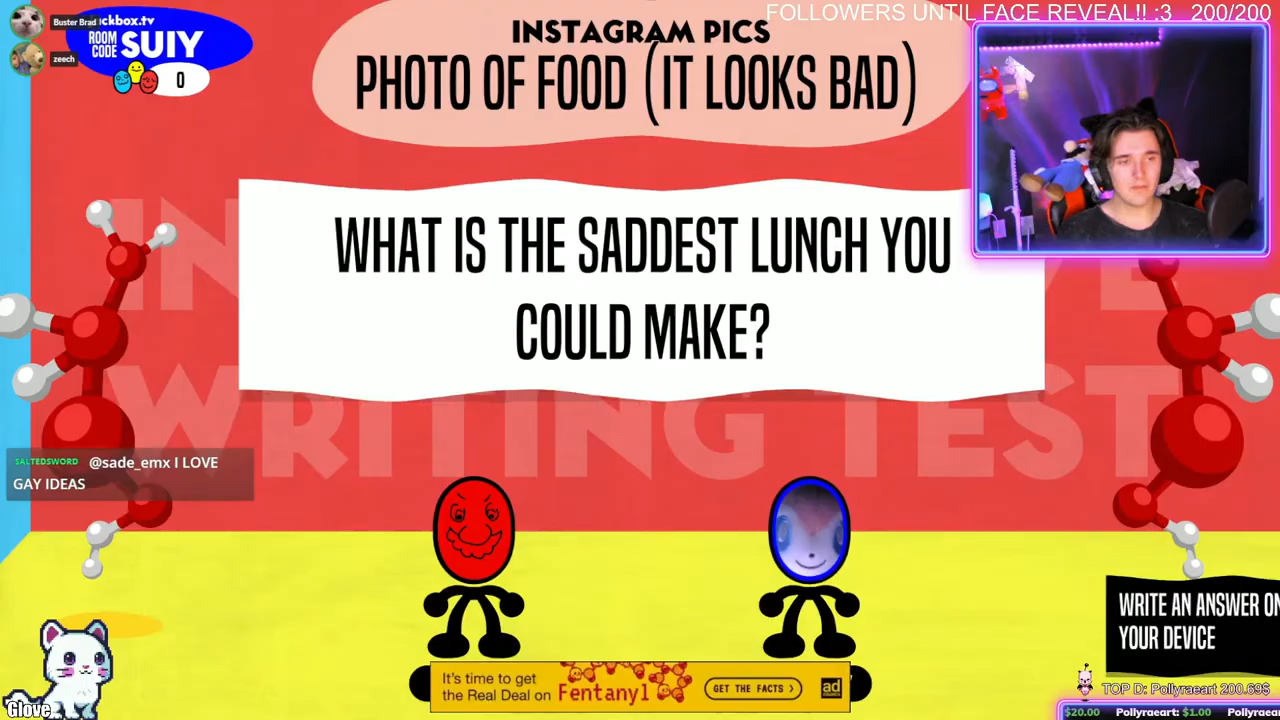 FOLLOWERS UNTIL FACE REVEAL!! :3 200/200
Buster Brad
ckbox.tv
ROOM
CODE
SUIY
zeech
0
INSTAGRAM PICS
PHOTO OF FOOD (IT LOOKS BAD)
WHAT IS THE SADDEST LUNCH YOU
COULD MAKE?
WRITING TEST
SALTEDSWORD @sade_emx I LOVE
GAY IDEAS
WRITE AN ANSWER ON
YOUR DEVICE
It's time to get
the Real Deal on
Fentanyl
GET THE FACTS
ad
Glove
TOP D: Pollyraeart 200.69$
$20.00 Pollyraeart: $1.00 Pollyraear